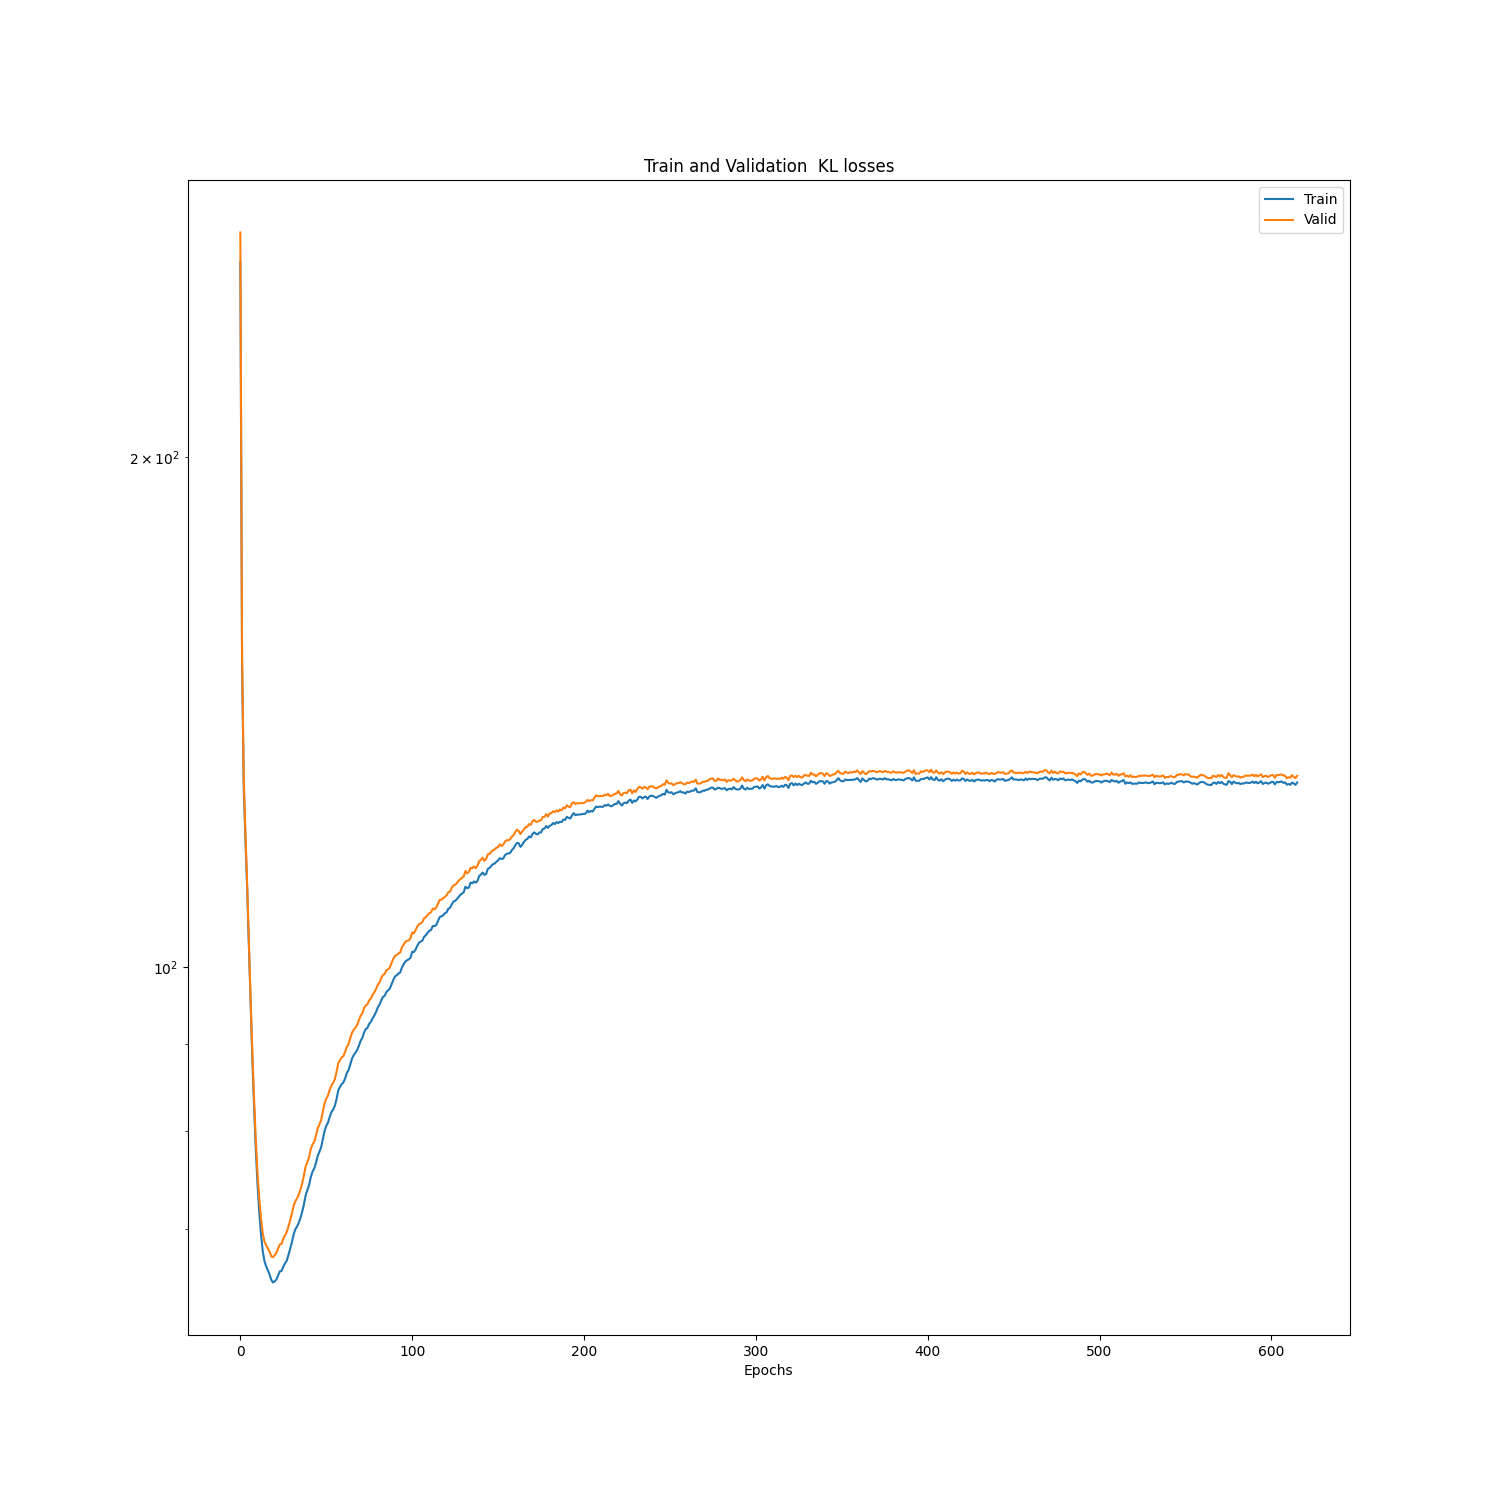 Train and Validation  KL losses
Train
Valid
2 × 10²
10²
0 100 200 300 400 500 600
Epochs